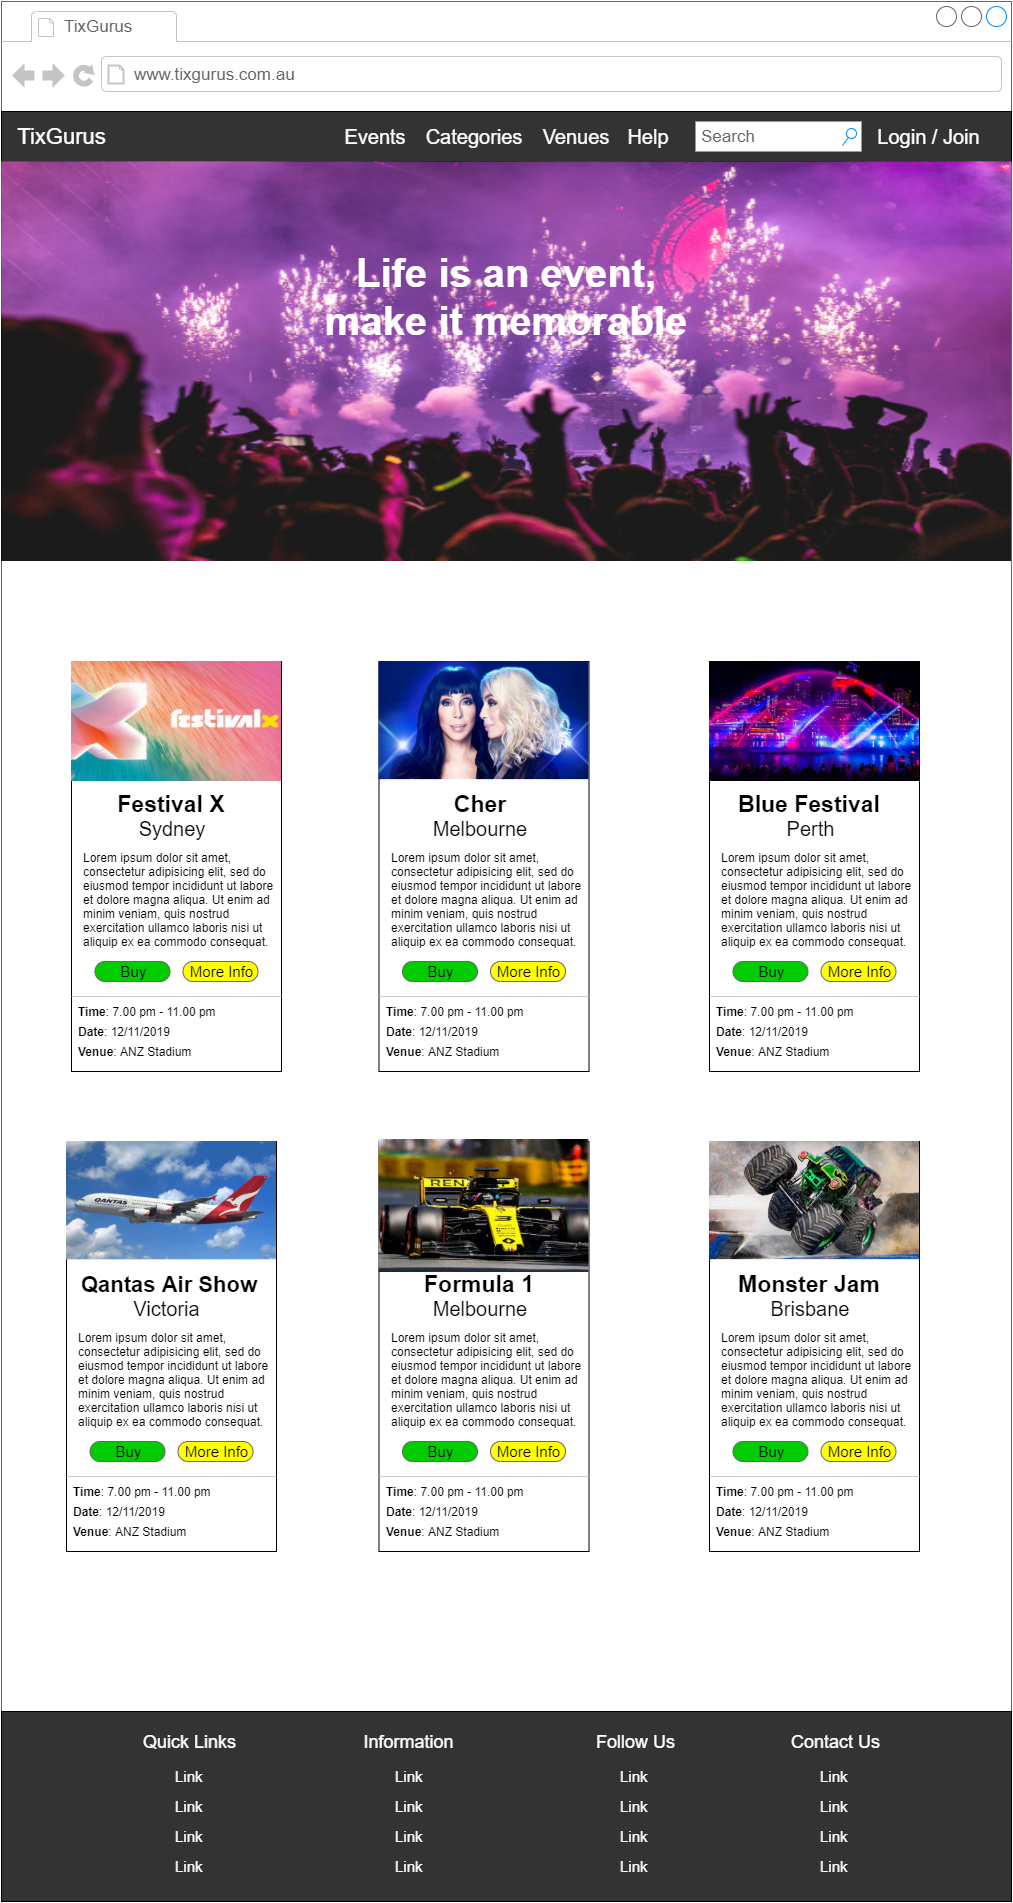 TixGurus
www.tixgurus.com.au
TixGurus
Events
Categories
Venues
Help
Search
Login / Join
Life is an event,
make it memorable
festivalx
Festival X
Sydney
Lorem ipsum dolor sit amet,
consectetur adipisicing elit, sed do
eiusmod tempor incididunt ut labore
et dolore magna aliqua. Ut enim ad
minim veniam, quis nostrud
exercitation ullamco laboris nisi ut
aliquip ex ea commodo consequat.
Buy
More Info
Time: 7.00 pm - 11.00 pm
Date: 12/11/2019
Venue: ANZ Stadium
Cher
Melbourne
Lorem ipsum dolor sit amet,
consectetur adipisicing elit, sed do
eiusmod tempor incididunt ut labore
et dolore magna aliqua. Ut enim ad
minim veniam, quis nostrud
exercitation ullamco laboris nisi ut
aliquip ex ea commodo consequat.
Buy
More Info
Time: 7.00 pm - 11.00 pm
Date: 12/11/2019
Venue: ANZ Stadium
Blue Festival
Perth
Lorem ipsum dolor sit amet,
consectetur adipisicing elit, sed do
eiusmod tempor incididunt ut labore
et dolore magna aliqua. Ut enim ad
minim veniam, quis nostrud
exercitation ullamco laboris nisi ut
aliquip ex ea commodo consequat.
Buy
More Info
Time: 7.00 pm - 11.00 pm
Date: 12/11/2019
Venue: ANZ Stadium
QANTAS
Qantas Air Show
Victoria
Lorem ipsum dolor sit amet,
consectetur adipisicing elit, sed do
eiusmod tempor incididunt ut labore
et dolore magna aliqua. Ut enim ad
minim veniam, quis nostrud
exercitation ullamco laboris nisi ut
aliquip ex ea commodo consequat.
Buy
More Info
Time: 7.00 pm - 11.00 pm
Date: 12/11/2019
Venue: ANZ Stadium
REN
3
Formula 1
Melbourne
Lorem ipsum dolor sit amet,
consectetur adipisicing elit, sed do
eiusmod tempor incididunt ut labore
et dolore magna aliqua. Ut enim ad
minim veniam, quis nostrud
exercitation ullamco laboris nisi ut
aliquip ex ea commodo consequat.
Buy
More Info
Time: 7.00 pm - 11.00 pm
Date: 12/11/2019
Venue: ANZ Stadium
Monster Jam
Brisbane
Lorem ipsum dolor sit amet,
consectetur adipisicing elit, sed do
eiusmod tempor incididunt ut labore
et dolore magna aliqua. Ut enim ad
minim veniam, quis nostrud
exercitation ullamco laboris nisi ut
aliquip ex ea commodo consequat.
Buy
More Info
Time: 7.00 pm - 11.00 pm
Date: 12/11/2019
Venue: ANZ Stadium
Quick Links
Link
Link
Link
Link
Information
Link
Link
Link
Link
Follow Us
Link
Link
Link
Link
Contact Us
Link
Link
Link
Link